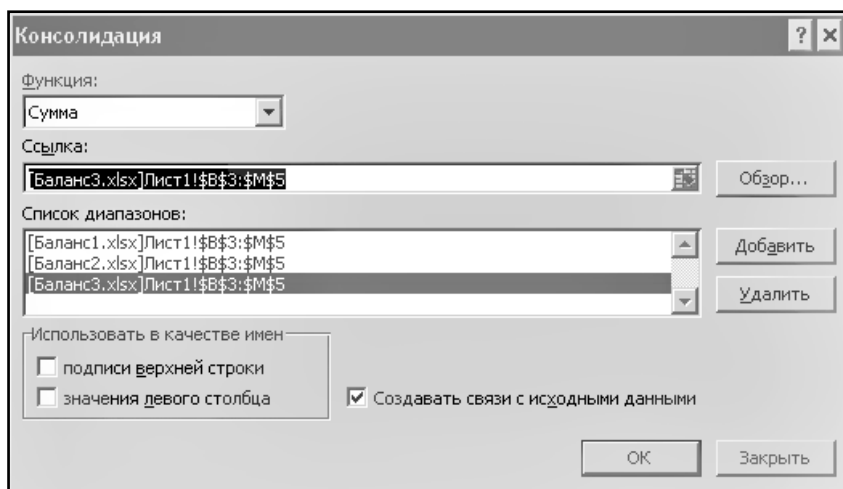 Консолидация
Функция:
Сумма
Ссылка:
[Баланс3.xlsx]Лист1!$B$3:$M$5
Обзор...
Список диапазонов:
[Баланс1.xlsx]Лист1!$B$3:$M$5
[Баланс2.xlsx]Лист1!$B$3:$M$5
[Баланс3.xlsx]Лист1!$B$3:$M$5
Добавить
Удалить
Использовать в качестве имен
подписи верхней строки
значения левого столбца
Создавать связи с исходными данными
ОК
Закрыть